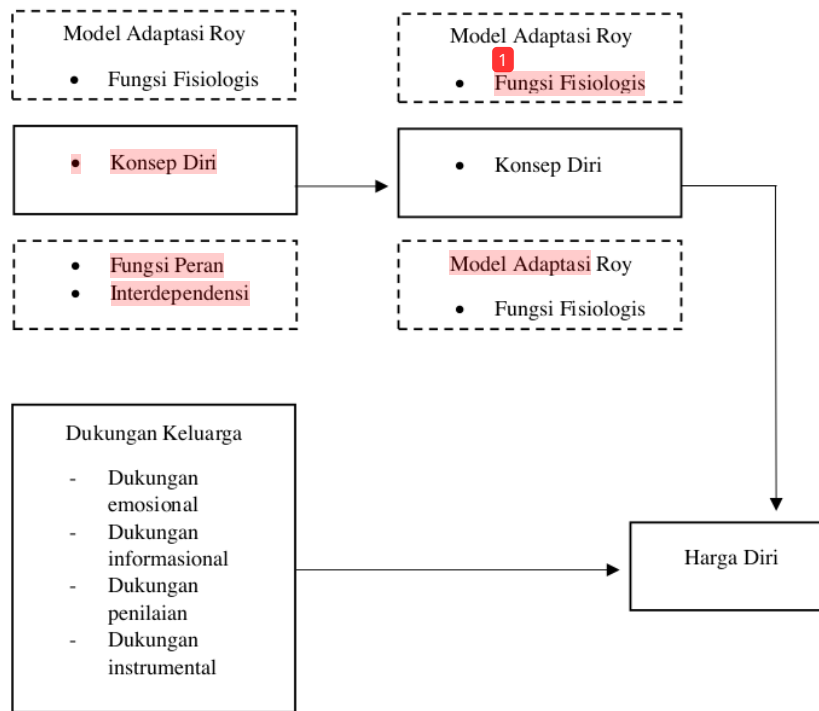 Model Adaptasi Roy
• Fungsi Fisiologis
• Konsep Diri
• Fungsi Peran
• Interdependensi
Model Adaptasi Roy
1
• Fungsi Fisiologis
• Konsep Diri
Model Adaptasi Roy
• Fungsi Fisiologis
Dukungan Keluarga
- Dukungan
emosional
- Dukungan
informasional
- Dukungan
penilaian
- Dukungan
instrumental
Harga Diri